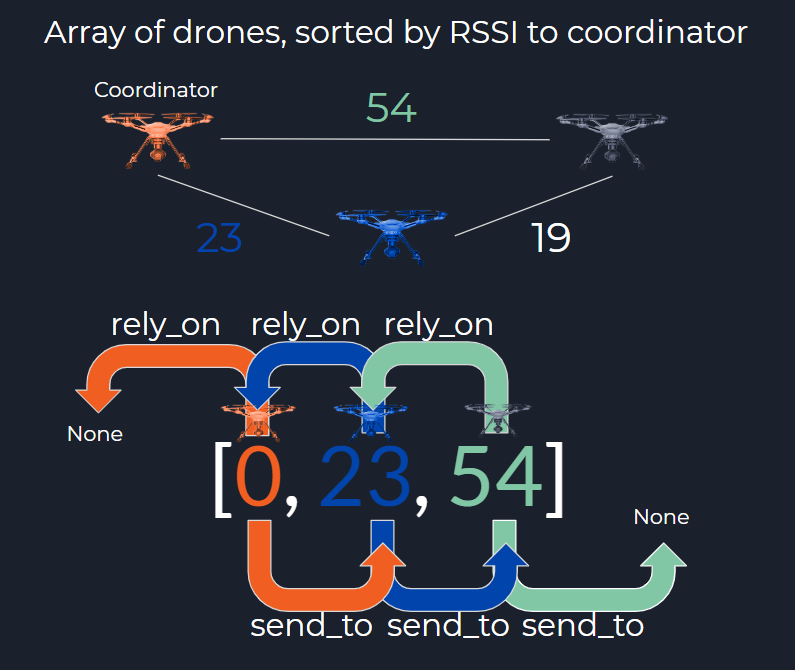 Array of drones, sorted by RSSI to coordinator
Coordinator
54
23
19
rely_on rely_on rely_on
None
[0, 23, 54]
None
send_to send_to send_to